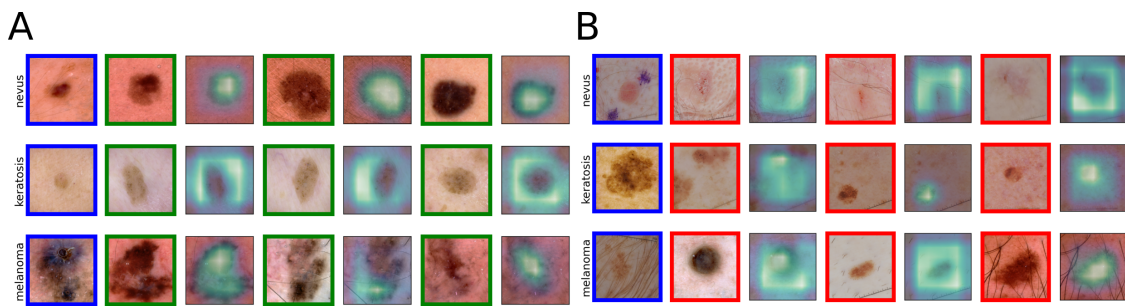 A
nevus
keratosis
melanoma
B
nevus
keratosis
melanoma